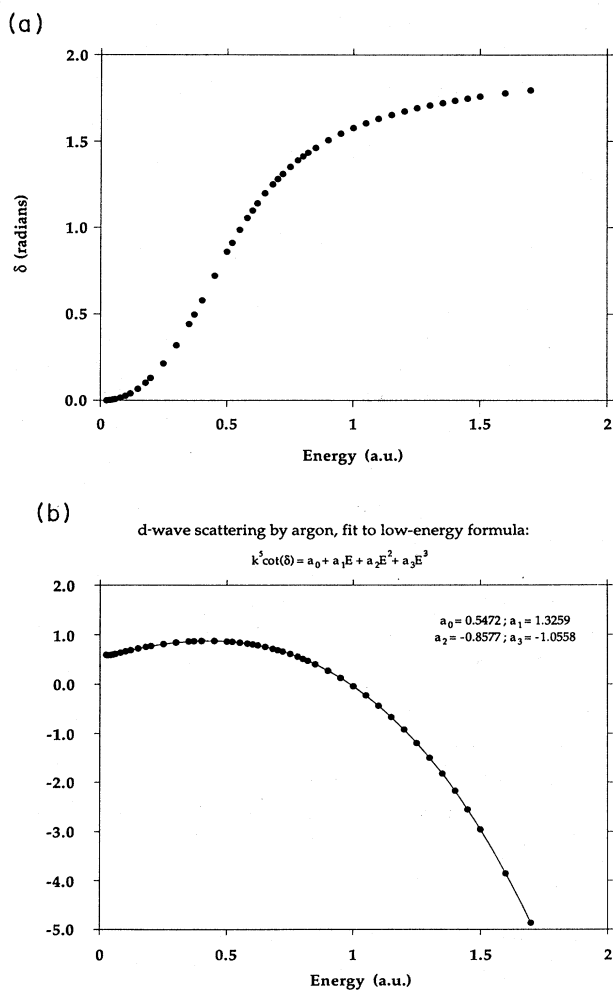 (a)
2.0
1.5
1.0
0.5
0.0
δ (radians)
0
0.5
1
1.5
2
Energy (a.u.)
(b)
d-wave scattering by argon, fit to low-energy formula:
k⁵cot(δ) = a₀ + a₁E + a₂E² + a₃E³
2.0
1.0
0.0
-1.0
-2.0
-3.0
-4.0
-5.0
a₀ = 0.5472 ; a₁ = 1.3259
a₂ = -0.8577 ; a₃ = -1.0558
0
0.5
1
1.5
2
Energy (a.u.)